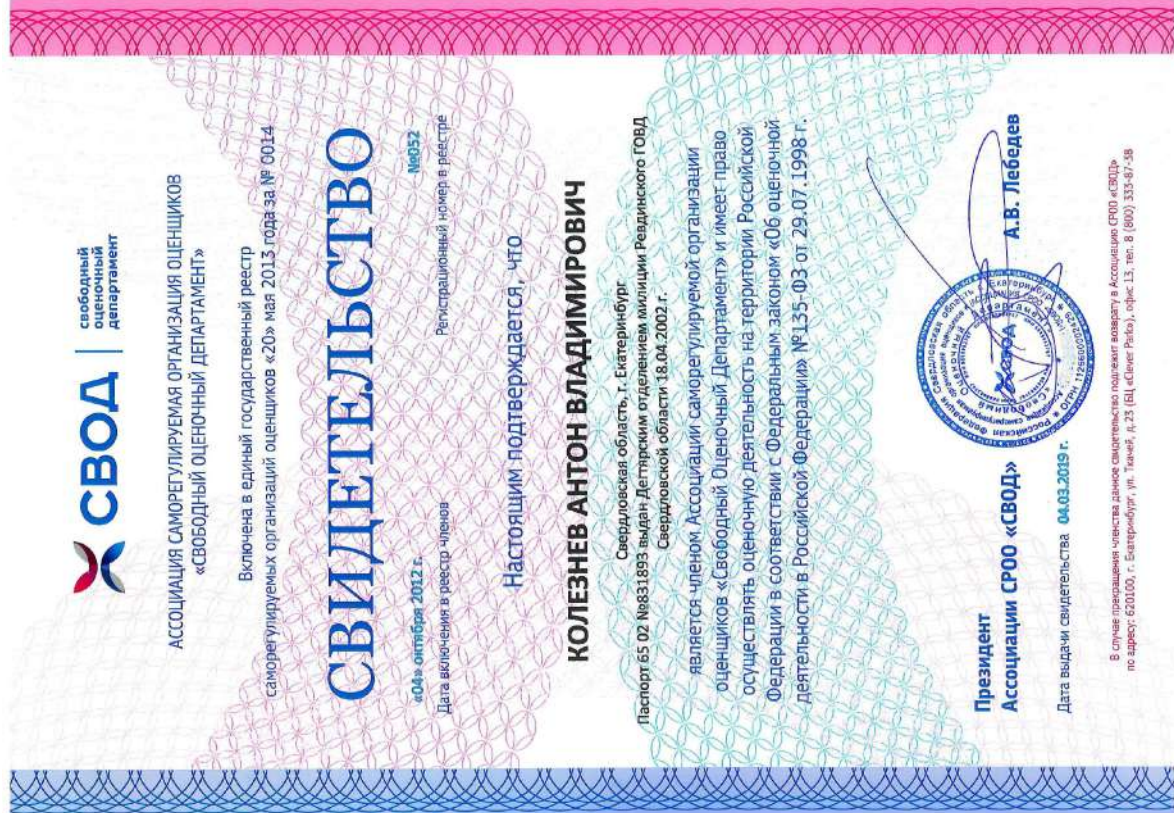 СВОД
свободный
оценочный
департамент
АССОЦИАЦИЯ САМОРЕГУЛИРУЕМАЯ ОРГАНИЗАЦИЯ ОЦЕНЩИКОВ
«СВОБОДНЫЙ ОЦЕНОЧНЫЙ ДЕПАРТАМЕНТ»
Включена в единый государственный реестр
саморегулируемых организаций оценщиков «20» мая 2013 года за № 0014
СВИДЕТЕЛЬСТВО
«04» октября 2012 г. №052
Дата включения в реестр членов Регистрационный номер в реестре
Настоящим подтверждается, что
КОЛЕЗНЕВ АНТОН ВЛАДИМИРОВИЧ
Свердловская область, г. Екатеринбург
Паспорт 65 02 №831893 выдан Дегтярским отделением милиции Ревдинского ГОВД
Свердловской области 18.04.2002 г.
является членом Ассоциации саморегулируемой организации
оценщиков «Свободный Оценочный Департамент» и имеет право
осуществлять оценочную деятельность на территории Российской
Федерации в соответствии с Федеральным законом «Об оценочной
деятельности в Российской Федерации» №135-ФЗ от 29.07.1998 г.
Президент
Ассоциации СРОО «СВОД» А.В. Лебедев
Российская Федерация Свердловская область г. Екатеринбург
СВОД
Дата выдачи свидетельства 04.03.2019 г.
В случае прекращения членства данное свидетельство подлежит возврату в Ассоциацию СРОО «СВОД»
по адресу: 620100, г. Екатеринбург, ул. Ткачей, д.23 (БЦ «Clever Park»), офис 13, тел. 8 (800) 333-87-38